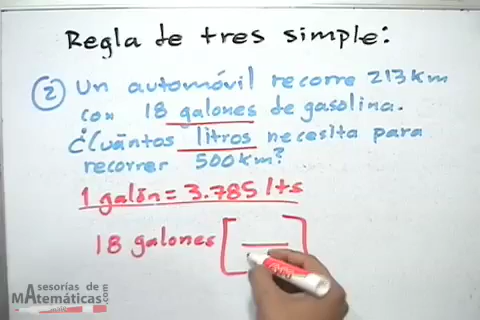 Regla de tres simple:
2 Un automóvil recorre 213 km
con 18 galones de gasolina.
¿Cuántos litros necesita para
recorrer 500 km?
1 galón = 3.785 lts
18 galones [
Asesorías de
Matemáticas
.com